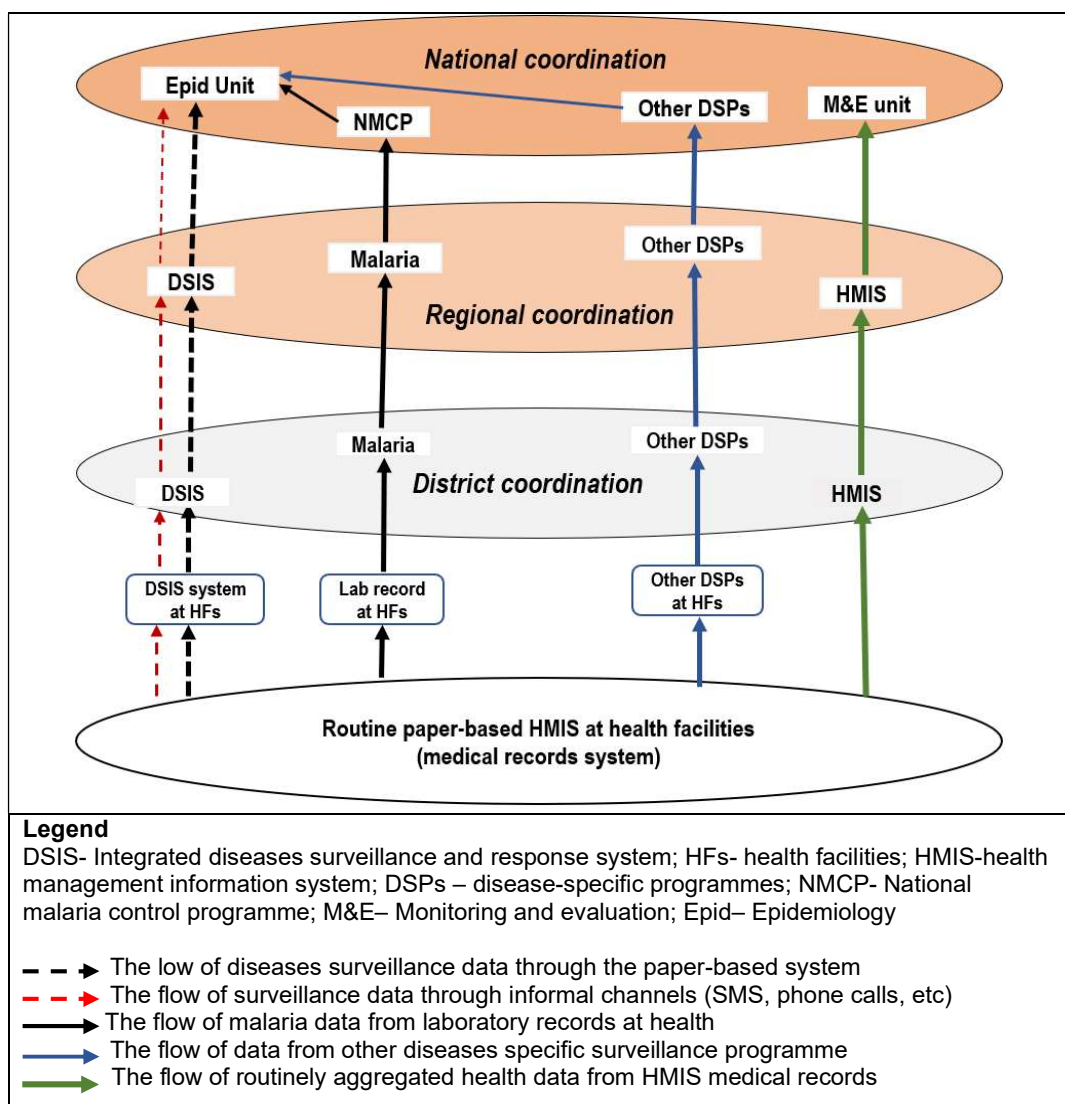 National coordination
Epid Unit
NMCP
Other DSPs
M&E unit
DSIS
Malaria
Other DSPs
HMIS
Regional coordination
Malaria
Other DSPs
DSIS
District coordination
HMIS
DSIS system
at HFs
Lab record
at HFs
Other DSPs
at HFs
Routine paper-based HMIS at health facilities
(medical records system)
Legend
DSIS- Integrated diseases surveillance and response system; HFs- health facilities; HMIS-health
management information system; DSPs – disease-specific programmes; NMCP- National
malaria control programme; M&E– Monitoring and evaluation; Epid– Epidemiology
The low of diseases surveillance data through the paper-based system
The flow of surveillance data through informal channels (SMS, phone calls, etc)
The flow of malaria data from laboratory records at health
The flow of data from other diseases specific surveillance programme
The flow of routinely aggregated health data from HMIS medical records